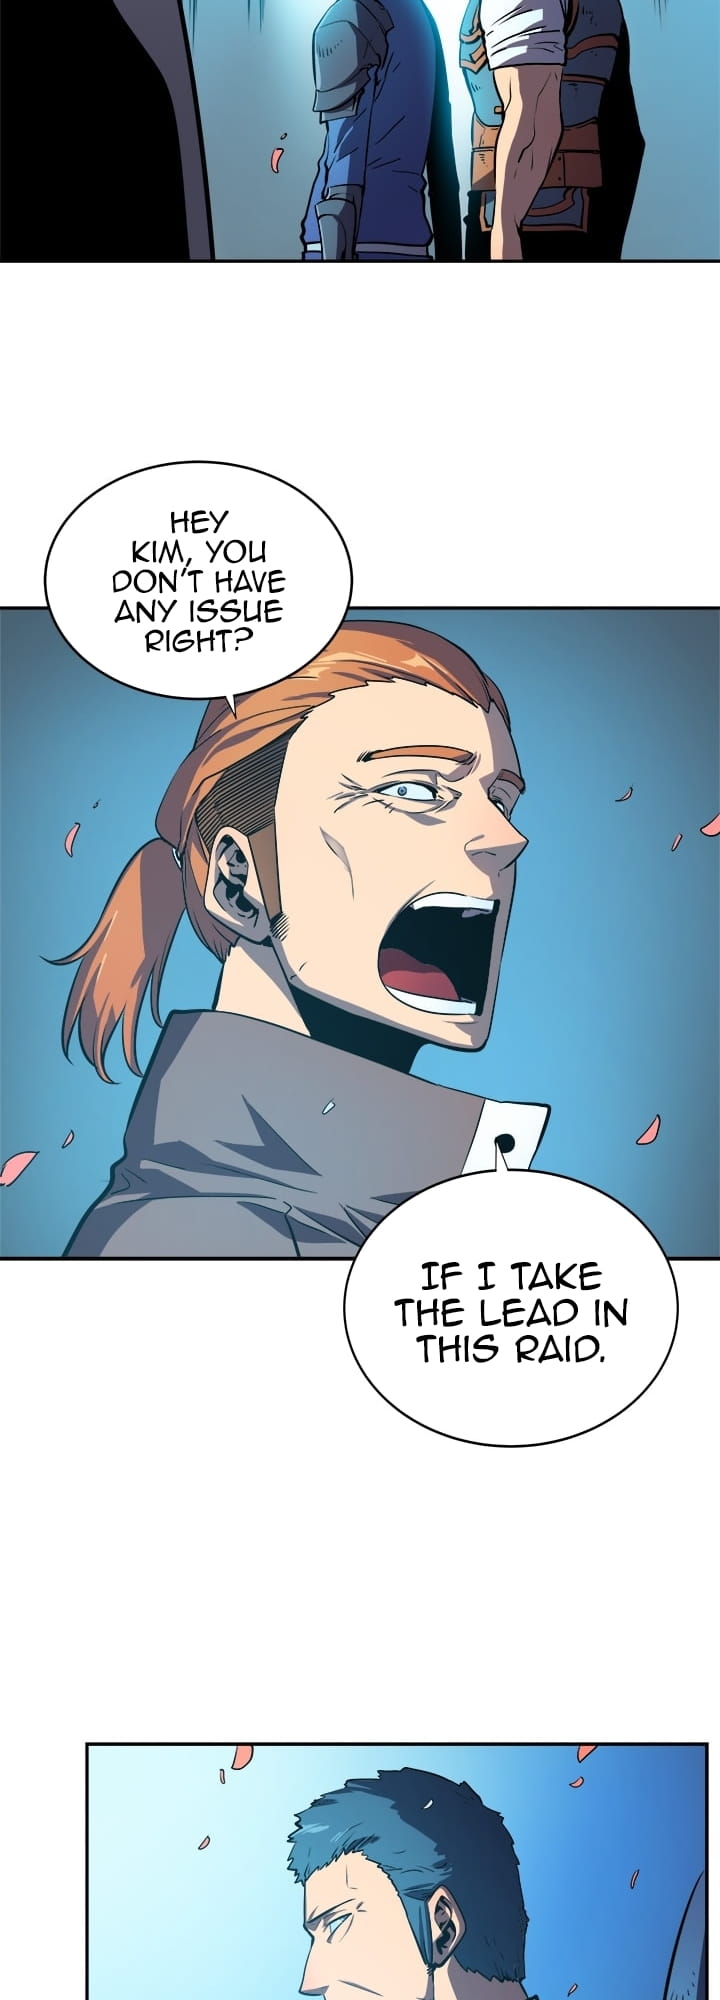 HEY
KIM, YOU
DON'T HAVE
ANY ISSUE
RIGHT?
IF I TAKE
THE LEAD IN
THIS RAID.